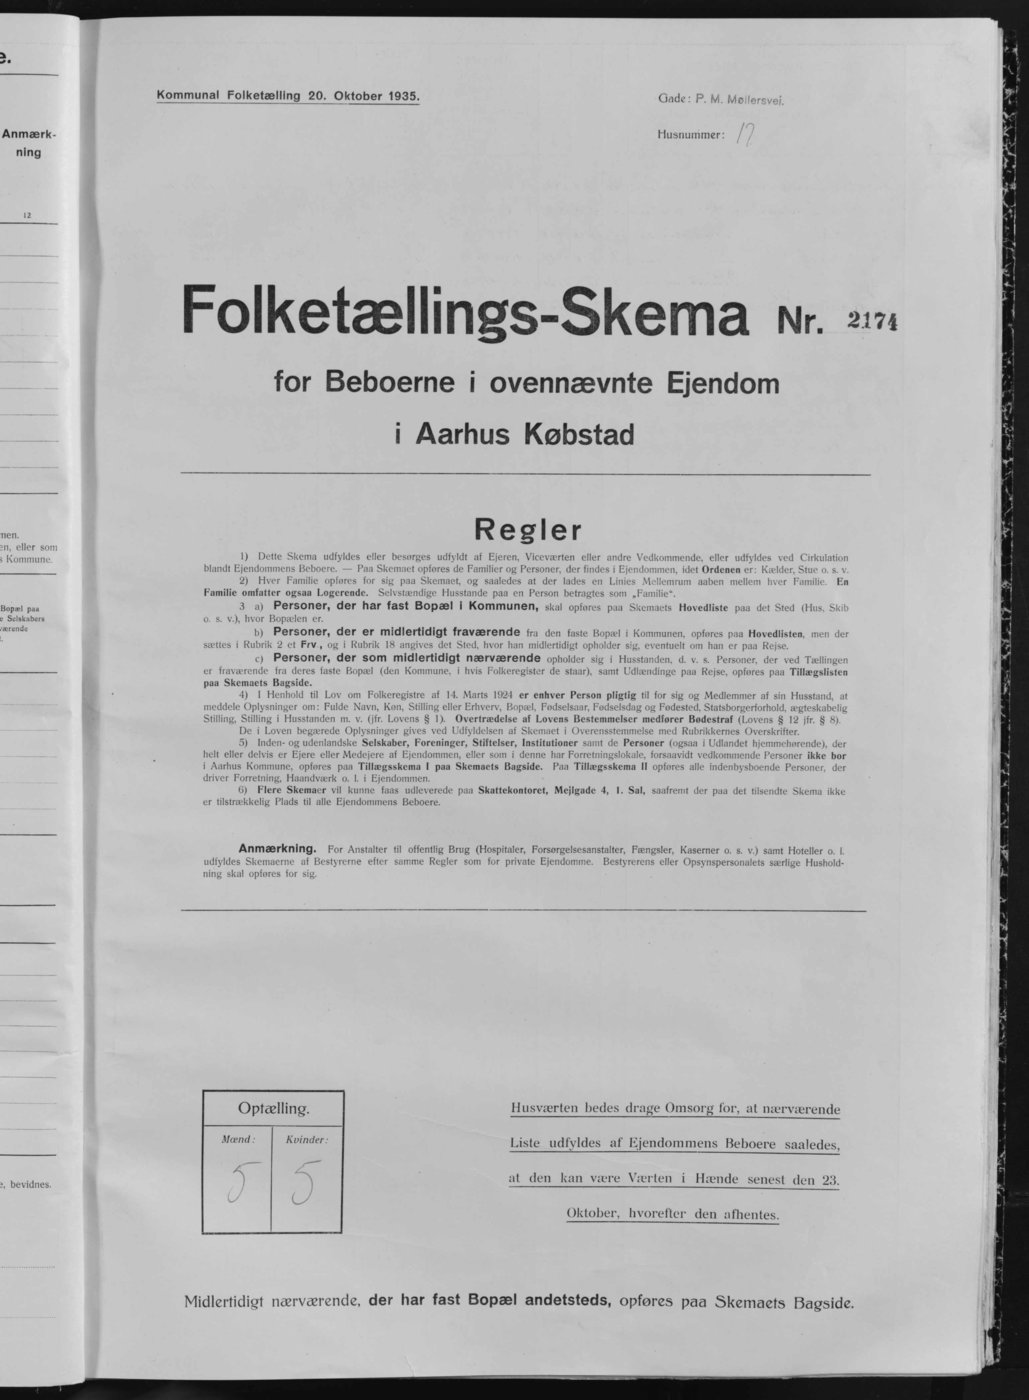 e.
Anmærk-
ning
12
men.
en, eller som
s Kommune.
Bopæl paa
e Selskabers
værende
e, bevidnes.
Kommunal Folketælling 20. Oktober 1935.
Gade: P. M. Møllersvej.
Husnummer: 17
Folketællings-Skema Nr. 2174
for Beboerne i ovennævnte Ejendom
i Aarhus Købstad
Regler
1) Dette Skema udfyldes eller besørges udfyldt af Ejeren, Viceværten eller andre Vedkommende, eller udfyldes ved Cirkulation
blandt Ejendommens Beboere. — Paa Skemaet opføres de Familier og Personer, der findes i Ejendommen, idet Ordenen er: Kælder, Stue o. s. v.
2) Hver Familie opføres for sig paa Skemaet, og saaledes at der lades en Linies Mellemrum aaben mellem hver Familie. En
Familie omfatter ogsaa Logerende. Selvstændige Husstande paa en Person betragtes som „Familie“.
3 a) Personer, der har fast Bopæl i Kommunen, skal opføres paa Skemaets Hovedliste paa det Sted (Hus, Skib
o. s. v.), hvor Bopælen er.
b) Personer, der er midlertidigt fraværende fra den faste Bopæl i Kommunen, opføres paa Hovedlisten, men der
sættes i Rubrik 2 et Frv., og i Rubrik 18 angives det Sted, hvor han midlertidigt opholder sig, eventuelt om han er paa Rejse.
c) Personer, der som midlertidigt nærværende opholder sig i Husstanden, d. v. s. Personer, der ved Tællingen
er fraværende fra deres faste Bopæl (den Kommune, i hvis Folkeregister de staar), samt Udlændinge paa Rejse, opføres paa Tillægslisten
paa Skemaets Bagside.
4) I Henhold til Lov om Folkeregistre af 14. Marts 1924 er enhver Person pligtig til for sig og Medlemmer af sin Husstand, at
meddele Oplysninger om: Fulde Navn, Køn, Stilling eller Erhverv, Bopæl, Fødselsaar, Fødselsdag og Fødested, Statsborgerforhold, ægteskabelig
Stilling, Stilling i Husstanden m. v. (jfr. Lovens § 1). Overtrædelse af Lovens Bestemmelser medfører Bødestraf (Lovens § 12 jfr. § 8).
De i Loven begærede Oplysninger gives ved Udfyldelsen af Skemaet i Overensstemmelse med Rubrikkernes Overskrifter.
5) Inden- og udenlandske Selskaber, Foreninger, Stiftelser, Institutioner samt de Personer (ogsaa i Udlandet hjemmehørende), der
helt eller delvis er Ejere eller Medejere af Ejendommen, eller som i denne har Forretningslokale, forsaavidt vedkommende Personer ikke bor
i Aarhus Kommune, opføres paa Tillægsskema I paa Skemaets Bagside. Paa Tillægsskema II opføres alle indenbysboende Personer, der
driver Forretning, Haandværk o. l. i Ejendommen.
6) Flere Skemaer vil kunne faas udleverede paa Skattekontoret, Mejlgade 4, 1. Sal, saafremt der paa det tilsendte Skema ikke
er tilstrækkelig Plads til alle Ejendommens Beboere.
Anmærkning. For Anstalter til offentlig Brug (Hospitaler, Forsørgelsesanstalter, Fængsler, Kaserner o. s. v.) samt Hoteller o. l.
udfyldes Skemaerne af Bestyrerne efter samme Regler som for private Ejendomme. Bestyrerens eller Opsynspersonalets særlige Hushold-
ning skal opføres for sig.
Optælling.
Mænd: Kvinder:
5 5
Husværten bedes drage Omsorg for, at nærværende
Liste udfyldes af Ejendommens Beboere saaledes,
at den kan være Værten i Hænde senest den 23.
Oktober, hvorefter den afhentes.
Midlertidigt nærværende, der har fast Bopæl andetsteds, opføres paa Skemaets Bagside.